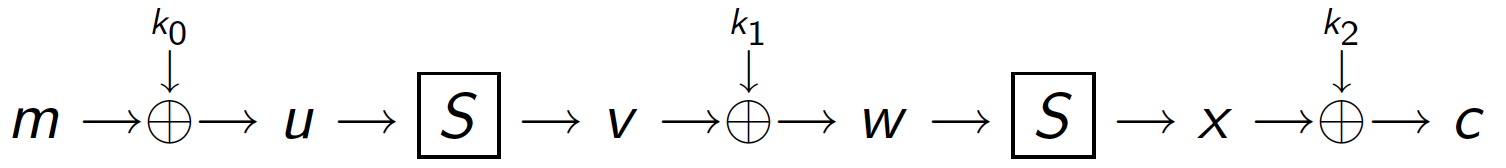 k₀ k₁ k₂
m → ⊕ → u → S → v → ⊕ → w → S → x → ⊕ → c